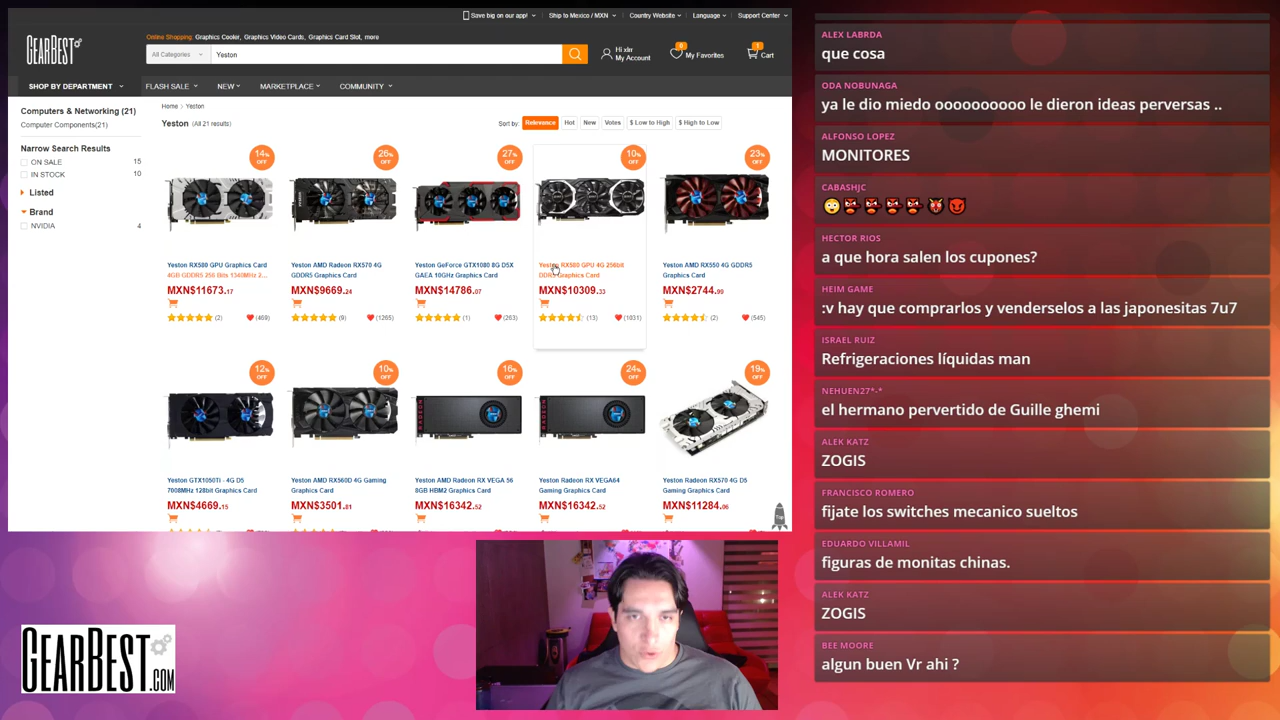 Save big on our app!
Ship to Mexico / MXN
Country Website
Language
Support Center
GEARBEST
Online Shopping: Graphics Cooler, Graphics Video Cards, Graphics Card Slot, more
All Categories
Yeston
Hi xlrr
My Account
0
My Favorites
1
Cart
SHOP BY DEPARTMENT
FLASH SALE
NEW
MARKETPLACE
COMMUNITY
Computers & Networking (21)
Computer Components(21)
Narrow Search Results
ON SALE 15
IN STOCK 10
Listed
Brand
NVIDIA 4
Home > Yeston
Yeston (All 21 results)
Sort by: Relevance Hot New Votes $ Low to High $ High to Low
14% OFF
Yeston RX580 GPU Graphics Card
4GB GDDR5 256 Bits 1340MHz 2...
MXN$11673.17
(2)
(469)
26% OFF
Yeston AMD Radeon RX570 4G
GDDR5 Graphics Card
MXN$9669.24
(9)
(1265)
27% OFF
Yeston GeForce GTX1080 8G D5X
GAEA 10GHz Graphics Card
MXN$14786.07
(1)
(263)
10% OFF
Yeston RX580 GPU 4G 256bit
Graphics Card
MXN$10309.33
(13)
(1031)
23% OFF
Yeston AMD RX550 4G GDDR5
Graphics Card
MXN$2744.99
(2)
(545)
12% OFF
Yeston GTX1050Ti - 4G D5
7008MHz 128bit Graphics Card
MXN$4669.15
10% OFF
Yeston AMD RX560D 4G Gaming
Graphics Card
MXN$3501.81
16% OFF
Yeston AMD Radeon RX VEGA 56
8GB HBM2 Graphics Card
MXN$16342.52
24% OFF
Yeston Radeon RX VEGA64
Gaming Graphics Card
MXN$16342.52
19% OFF
Yeston Radeon RX570 4G D5
Gaming Graphics Card
MXN$11284.06
Top
GEARBEST.COM
ALEX LABRDA
que cosa
ODA NOBUNAGA
ya le dio miedo oooooooooo le dieron ideas perversas ..
ALFONSO LOPEZ
MONITORES
CABASHJC
HECTOR RIOS
a que hora salen los cupones?
HEIM GAME
:v hay que comprarlos y venderselos a las japonesitas 7u7
ISRAEL RUIZ
Refrigeraciones líquidas man
NEHUEN27*-*
el hermano pervertido de Guille ghemi
ALEK KATZ
ZOGIS
FRANCISCO ROMERO
fijate los switches mecanico sueltos
EDUARDO VILLAMIL
figuras de monitas chinas.
ALEK KATZ
ZOGIS
BEE MOORE
algun buen Vr ahi ?